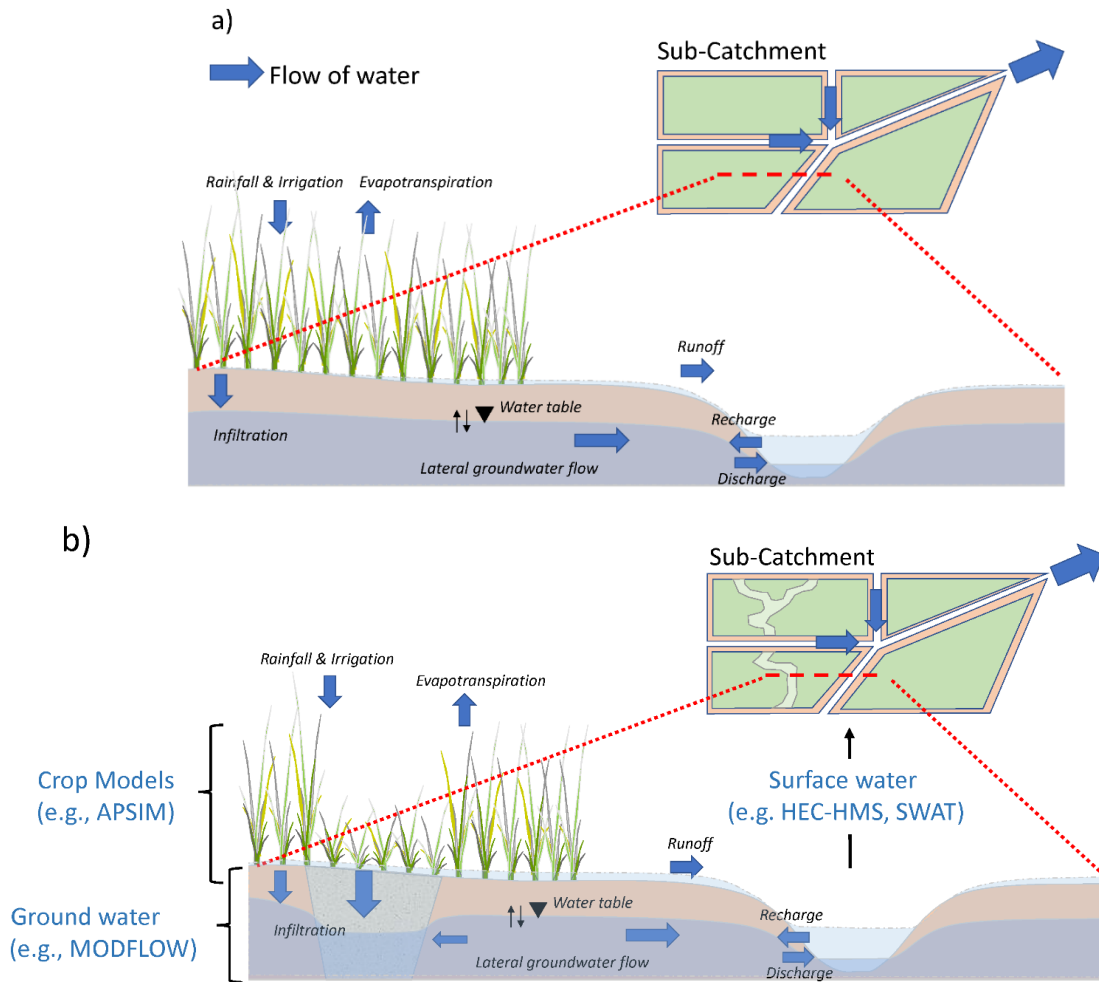 a)
Flow of water
Sub-Catchment
Rainfall & Irrigation
Evapotranspiration
Runoff
Water table
Recharge
Infiltration
Lateral groundwater flow
Discharge
b)
Sub-Catchment
Rainfall & Irrigation
Evapotranspiration
Crop Models
(e.g., APSIM)
Surface water
(e.g. HEC-HMS, SWAT)
Runoff
Ground water
(e.g., MODFLOW)
Water table
Recharge
Infiltration
Lateral groundwater flow
Discharge